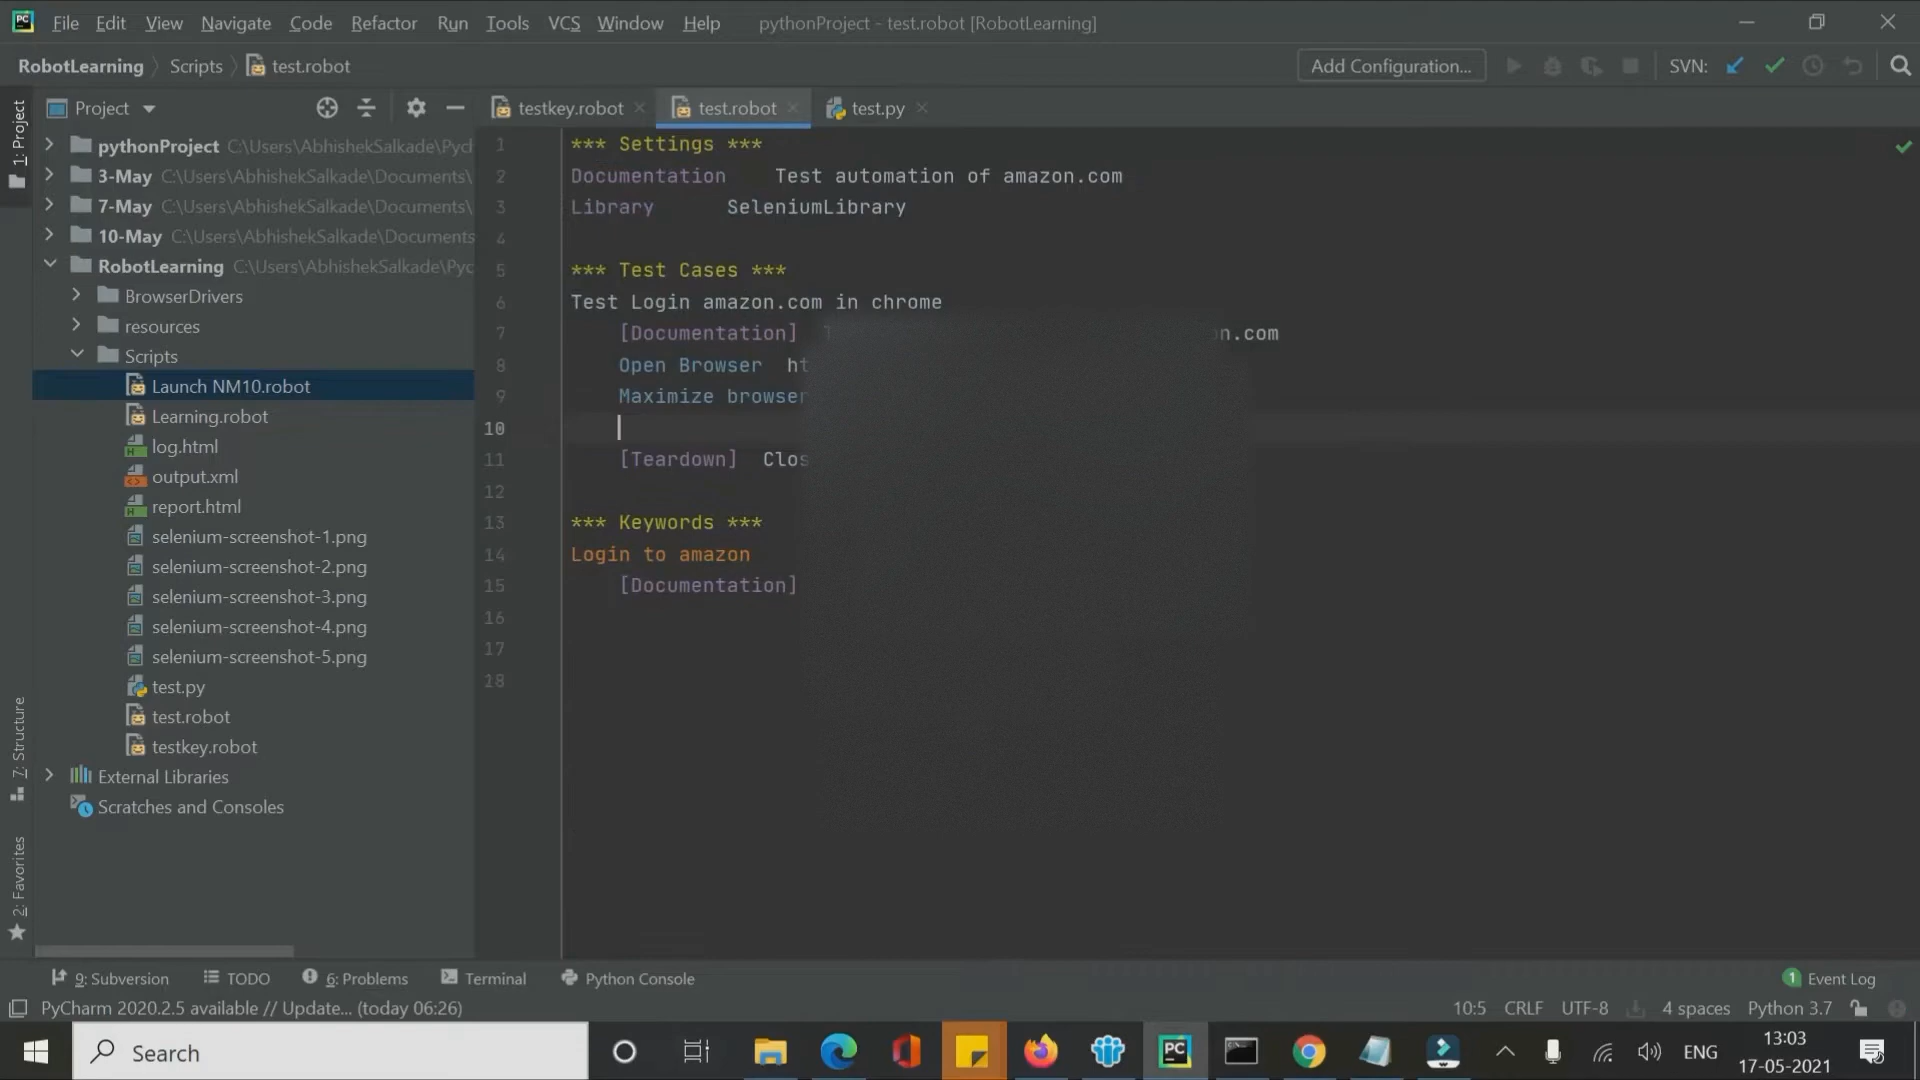 File Edit View Navigate Code Refactor Run Tools VCS Window Help pythonProject - test.robot [RobotLearning]
RobotLearning Scripts test.robot Add Configuration... SVN:
Project testkey.robot test.robot test.py
1: Project
7: Structure
2: Favorites
pythonProject C:\Users\AbhishekSalkade\Pycl
3-May C:\Users\AbhishekSalkade\Documents\
7-May C:\Users\AbhishekSalkade\Documents\
10-May C:\Users\AbhishekSalkade\Documents
RobotLearning C:\Users\AbhishekSalkade\Pyc
BrowserDrivers
resources
Scripts
Launch NM10.robot
Learning.robot
log.html
output.xml
report.html
selenium-screenshot-1.png
selenium-screenshot-2.png
selenium-screenshot-3.png
selenium-screenshot-4.png
selenium-screenshot-5.png
test.py
test.robot
testkey.robot
External Libraries
Scratches and Consoles
1 *** Settings ***
2 Documentation Test automation of amazon.com
3 Library SeleniumLibrary
4
5 *** Test Cases ***
6 Test Login amazon.com in chrome
7 [Documentation] n.com
8 Open Browser ht
9 Maximize browser
10
11 [Teardown] Clos
12
13 *** Keywords ***
14 Login to amazon
15 [Documentation]
16
17
18
9: Subversion TODO 6: Problems Terminal Python Console 1 Event Log
PyCharm 2020.2.5 available // Update... (today 06:26) 10:5 CRLF UTF-8 4 spaces Python 3.7
Search ENG 13:03
17-05-2021